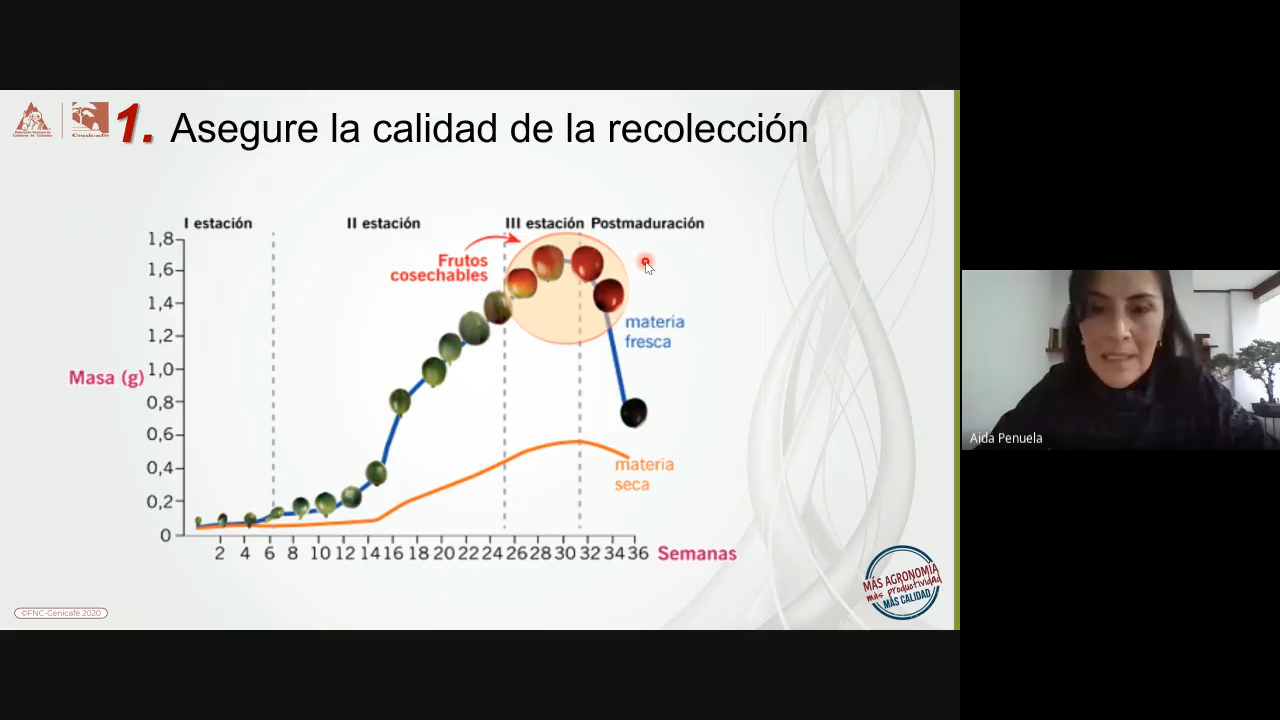 1. Asegure la calidad de la recolección
Cenicafé
I estación
II estación
III estación
Postmaduración
Frutos
cosechables
1,8
1,6
1,4
1,2
1,0
0,8
0,6
0,4
0,2
0
Masa (g)
materia
fresca
materia
seca
2 4 6 8 10 12 14 16 18 20 22 24 26 28 30 32 34 36
Semanas
©FNC-Cenicafé 2020
MÁS AGRONOMÍA
más productividad
MÁS CALIDAD
Aida Penuela